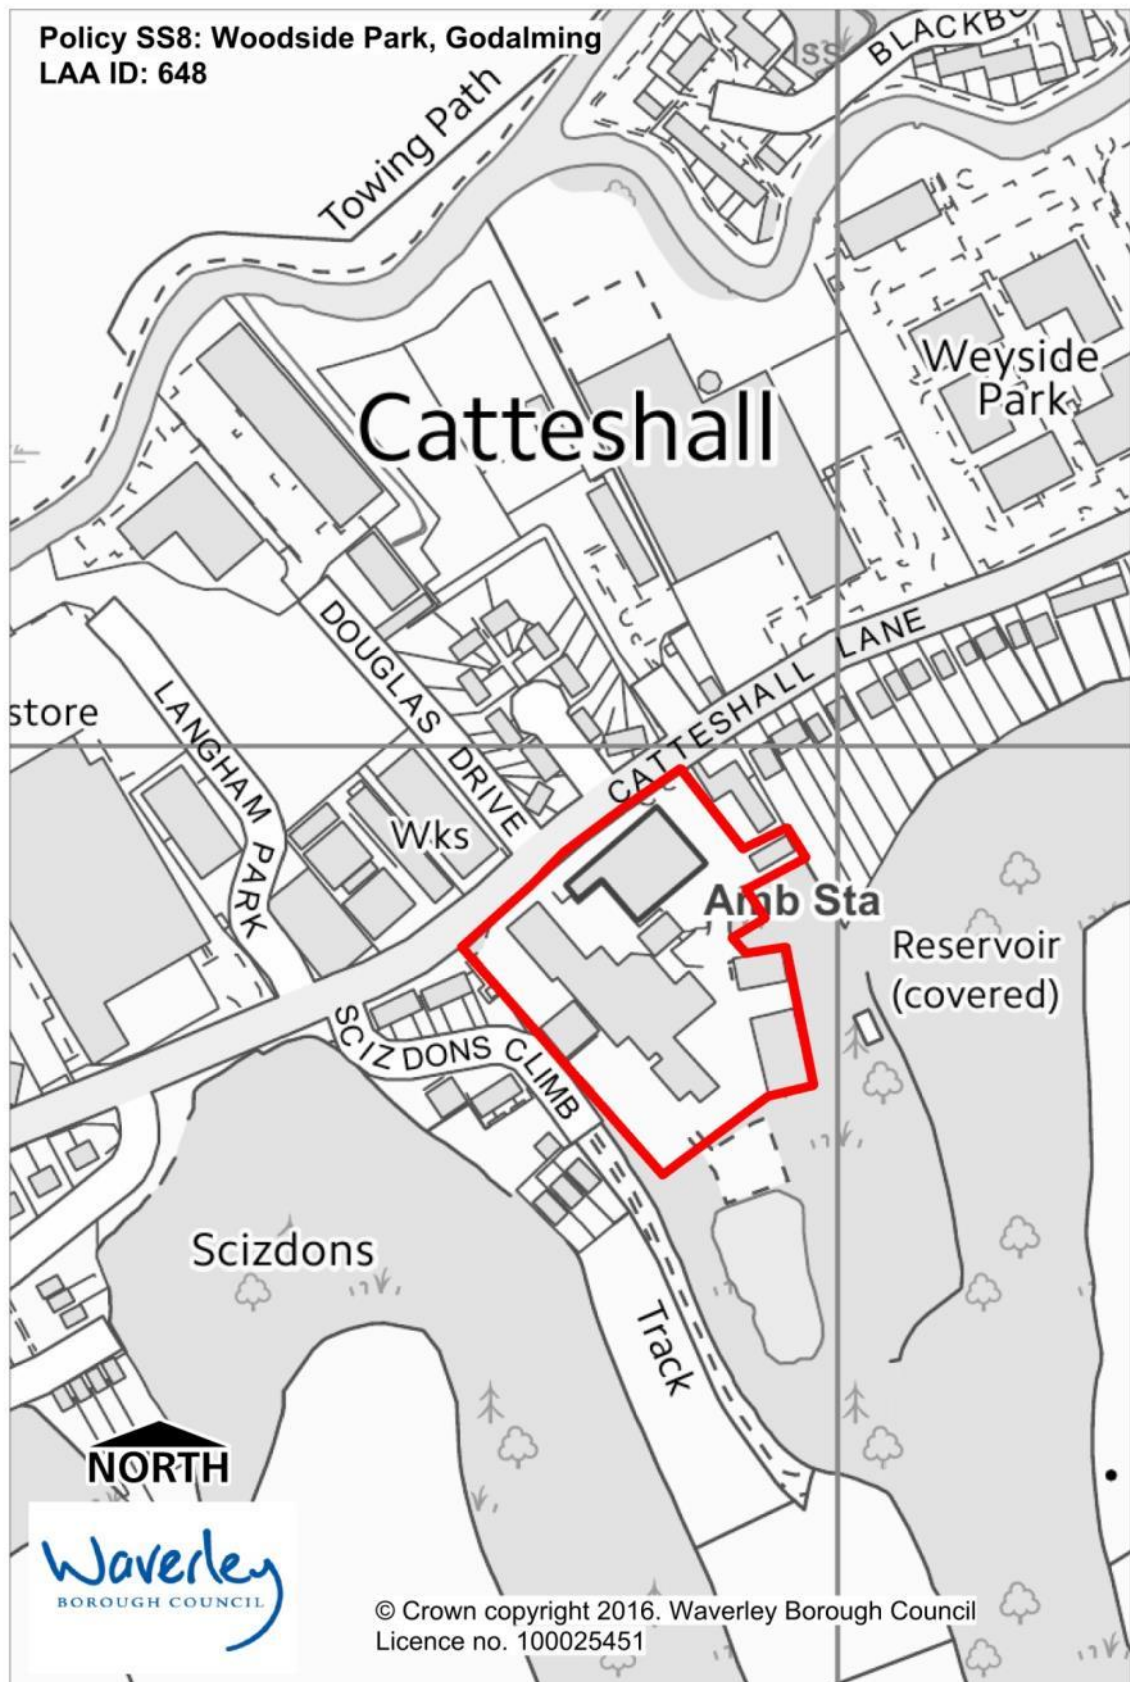 Policy SS8: Woodside Park, Godalming
LAA ID: 648
Towing Path
SS
Weyside
Park
Catteshall
DOUGLAS DRIVE
CATTESHALL LANE
store
LANGHAM PARK
Wks
Amb Sta
Reservoir
(covered)
SCIZDONS CLIMB
Scizdons
Track
NORTH
Waverley
BOROUGH COUNCIL
© Crown copyright 2016. Waverley Borough Council
Licence no. 100025451